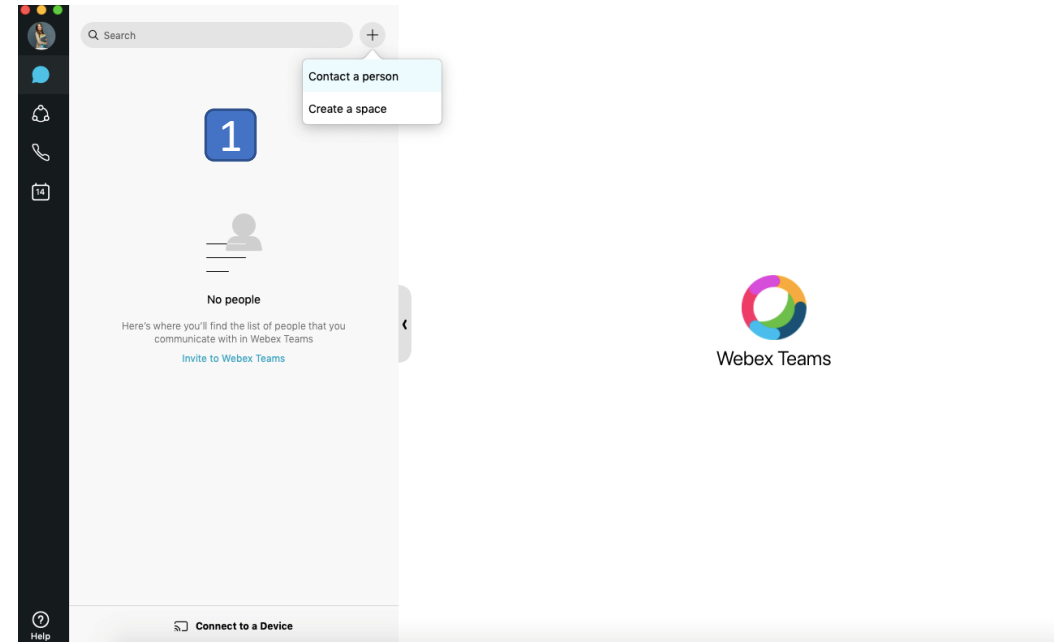 Search
Contact a person
Create a space
1
14
No people
Here's where you'll find the list of people that you
communicate with in Webex Teams
Invite to Webex Teams
Webex Teams
Help
Connect to a Device